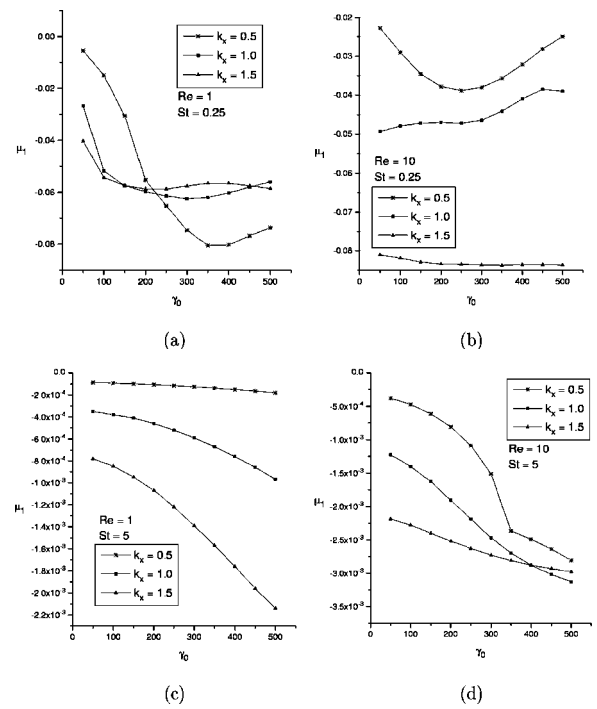 0.00
-0.02
-0.04
-0.06
-0.08
μ₁
0 100 200 300 400 500
γ₀
kₓ = 0.5
kₓ = 1.0
kₓ = 1.5
Re = 1
St = 0.25
(a)
-0.02
-0.03
-0.04
-0.05
-0.06
-0.07
-0.08
μ₁
0 100 200 300 400 500
γ₀
Re = 10
St = 0.25
kₓ = 0.5
kₓ = 1.0
kₓ = 1.5
(b)
0.0
-2.0x10⁻⁴
-4.0x10⁻⁴
-6.0x10⁻⁴
-8.0x10⁻⁴
-1.0x10⁻³
-1.2x10⁻³
-1.4x10⁻³
-1.6x10⁻³
-1.8x10⁻³
-2.0x10⁻³
-2.2x10⁻³
μ₁
0 100 200 300 400 500
γ₀
Re = 1
St = 5
kₓ = 0.5
kₓ = 1.0
kₓ = 1.5
(c)
0.0
-5.0x10⁻⁴
-1.0x10⁻³
-1.5x10⁻³
-2.0x10⁻³
-2.5x10⁻³
-3.0x10⁻³
-3.5x10⁻³
μ₁
0 100 200 300 400 500
γ₀
kₓ = 0.5
kₓ = 1.0
kₓ = 1.5
Re = 10
St = 5
(d)